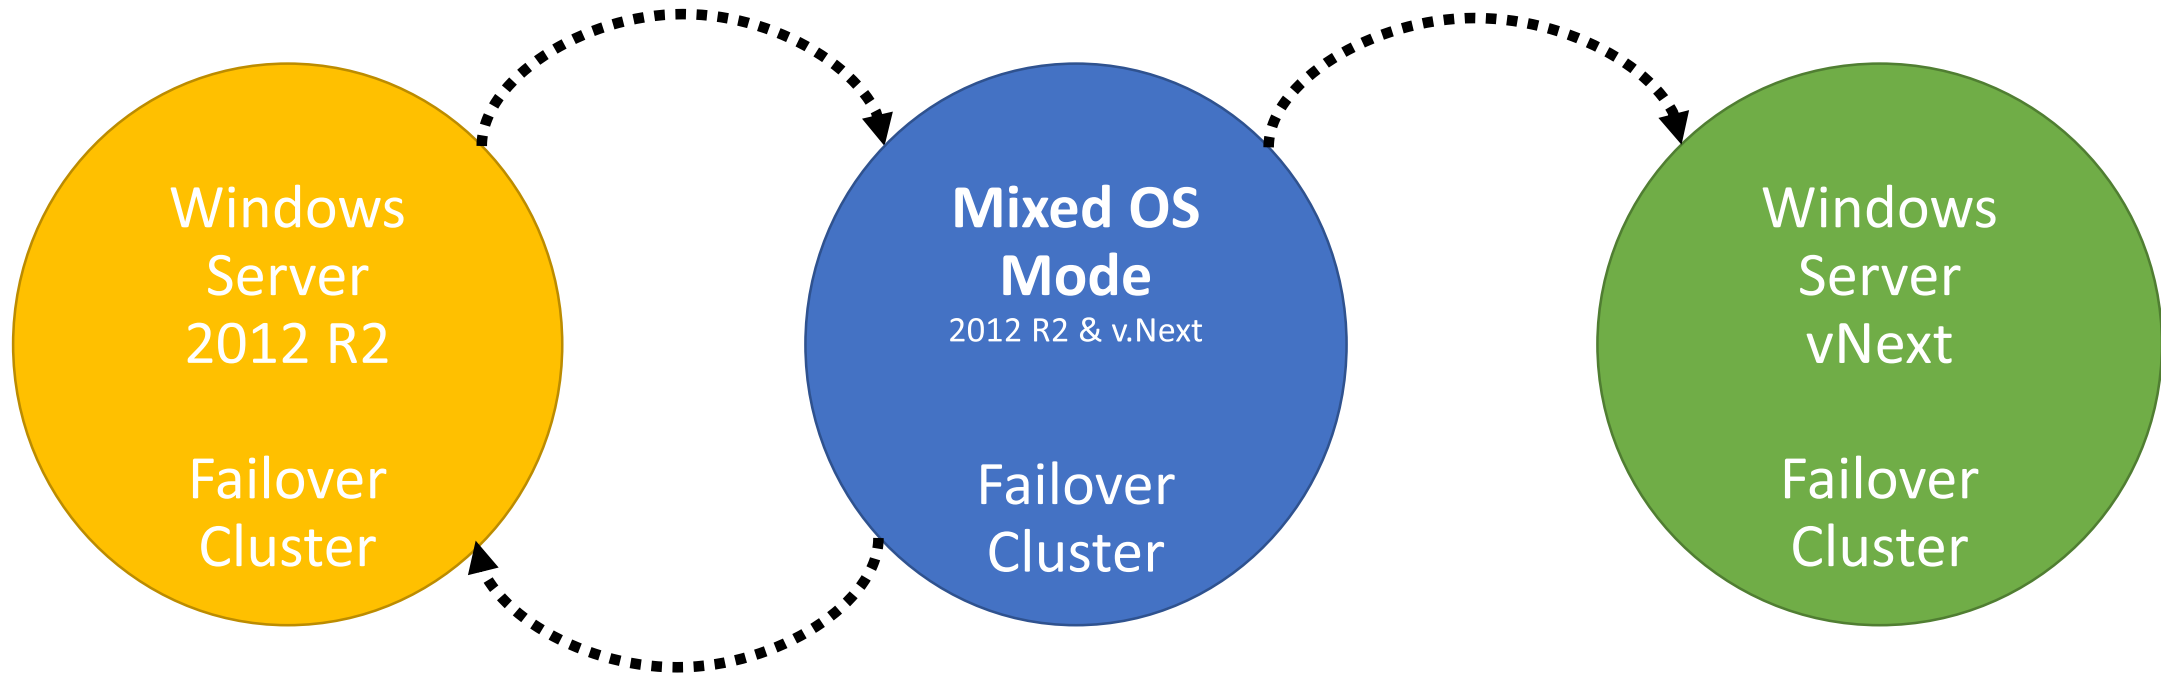 Windows
Server
2012 R2
Failover
Cluster
Mixed OS
Mode
2012 R2 & v.Next
Failover
Cluster
Windows
Server
vNext
Failover
Cluster